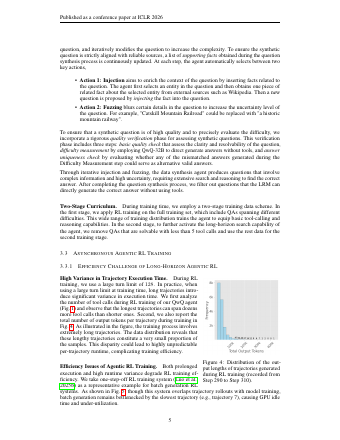 Published as a conference paper at ICLR 2026
question, and iteratively modifies the question to increase the complexity. To ensure the synthetic
question is strictly aligned with reliable sources, a list of supporting facts obtained during the question
synthesis process is continuously updated. At each step, the agent automatically selects between two
key actions,
• Action 1: Injection aims to enrich the context of the question by inserting facts related to
the question. The agent first selects an entity in the question and then obtains one piece of
related fact about the selected entity from external sources such as Wikipedia. Then a new
question is proposed by injecting the fact into the question.
• Action 2: Fuzzing blurs certain details in the question to increase the uncertainty level of
the question. For example, "Catskill Mountain Railroad" could be replaced with "a historic
mountain railway".
To ensure that a synthetic question is of high quality and to precisely evaluate the difficulty, we
incorporate a rigorous quality verification phase for assessing synthetic questions. This verification
phase includes three steps: basic quality check that assess the clarity and resolvability of the question,
difficulty measurement by employing QwQ-32B to direct generate answers without tools, and answer
uniqueness check by evaluating whether any of the mismatched answers generated during the
Difficulty Measurement step could serve as alternative valid answers.
Through iterative injection and fuzzing, the data synthesis agent produces questions that involve
complex information and high uncertainty, requiring extensive search and reasoning to find the correct
answer. After completing the question synthesis process, we filter out questions that the LRM can
directly generate the correct answer without using tools.
Two-Stage Curriculum. During training time, we employ a two-stage data scheme. In
the first stage, we apply RL training on the full training set, which include QAs spanning different
difficulties. This wide range of training distribution trains the agent to equip basic tool-calling and
reasoning capabilities. In the second stage, to further activate the long-horizon search capability of
the agent, we remove QAs that are solvable with less than 5 tool calls and use the rest data for the
second training stage.
3.3 ASYNCHRONOUS AGENTIC RL TRAINING
3.3.1 EFFICIENCY CHALLENGE OF LONG-HORIZON AGENTIC RL
High Variance in Trajectory Execution Time. During RL
training, we use a large turn limit of 128. In practice, when
using a large turn limit at training time, long trajectories introduce
significant variance in execution time. We first analyze
the number of tool calls during RL training of our QwQ agent
(Fig. ) and observe that the longest trajectories can span dozens
more tool calls than shorter ones. Second, we also report the
total number of output tokens per trajectory during training in
Fig. . As illustrated in the figure, the training process involves
extremely long trajectories. The data distribution reveals that
these lengthy trajectories constitute a very small proportion of
the samples. This disparity could lead to highly unpredictable
per-trajectory runtime, complicating training efficiency.
Frequency
Total Output Tokens
Figure 4: Distribution of the output
lengths of trajectories generated
during RL training (recorded from
Step 290 to Step 310).
Efficiency Issues of Agentic RL Training. Both prolonged
execution and high runtime variance degrade RL training efficiency.
We take one-step-off RL training system
as a representative example for batch generation RL
systems. As shown in Fig. though this system overlaps trajectory rollouts with model training,
batch generation remains bottlenecked by the slowest trajectory (e.g., trajectory 7), causing GPU idle
time and under-utilization.
5